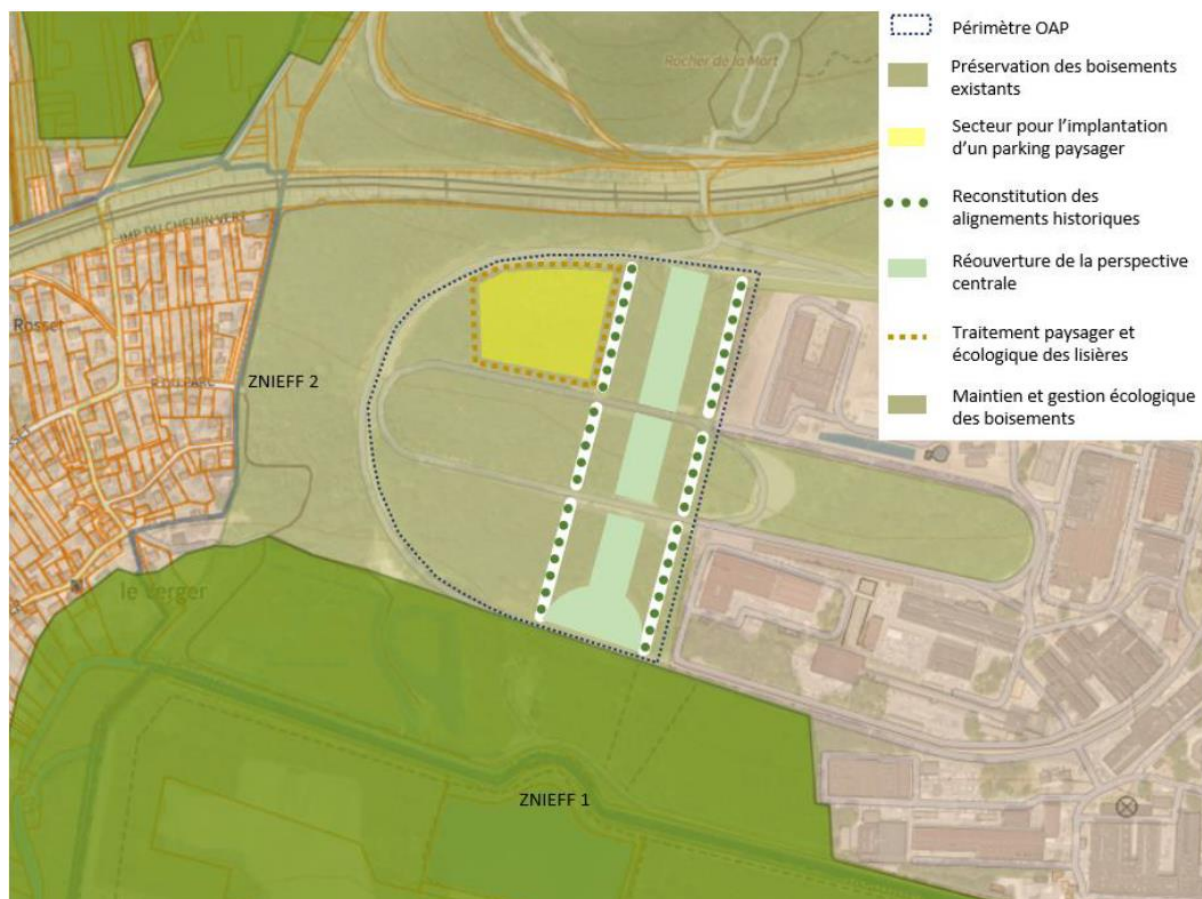 Périmètre OAP
Préservation des boisements
existants
Secteur pour l'implantation
d'un parking paysager
Reconstitution des
alignements historiques
Réouverture de la perspective
centrale
Traitement paysager et
écologique des lisières
Maintien et gestion écologique
des boisements
Rocher de la Mort
IMP DU CHEMIN VERT
Rosset
R DU PARC
ZNIEFF 2
le verger
ZNIEFF 1